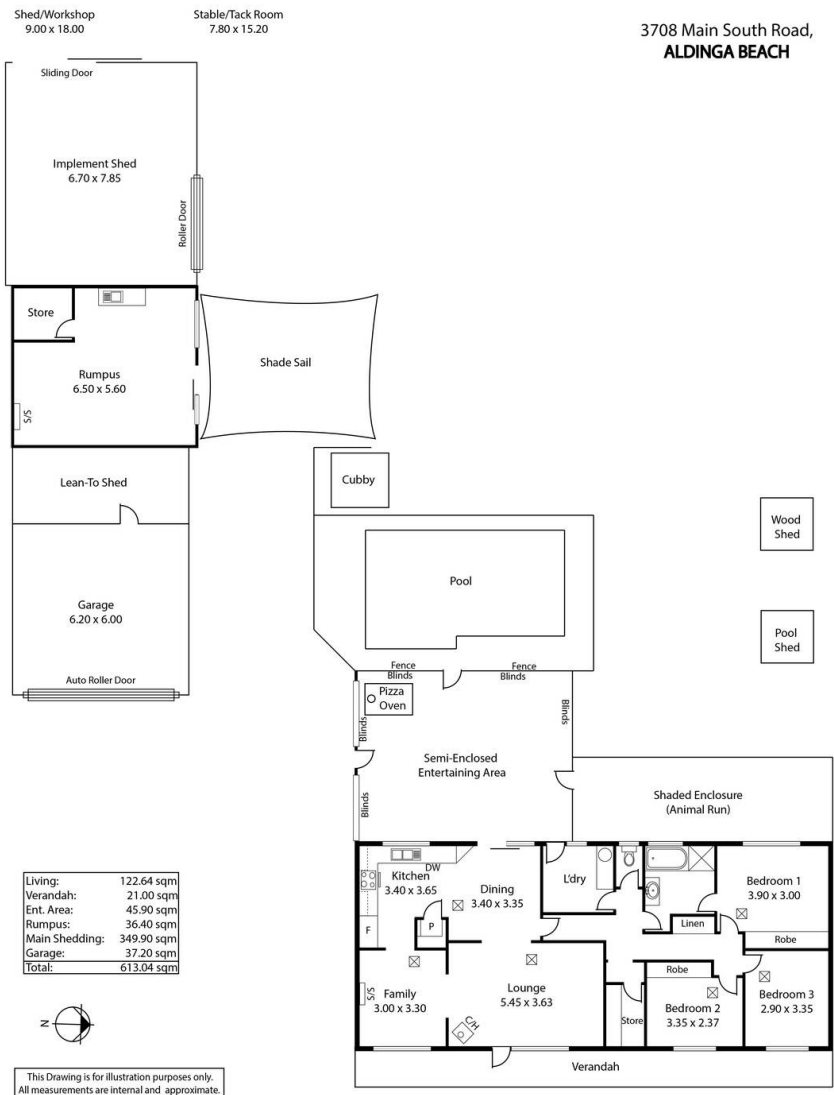 Shed/Workshop
9.00 x 18.00
Stable/Tack Room
7.80 x 15.20
3708 Main South Road,
ALDINGA BEACH
Sliding Door
Implement Shed
6.70 x 7.85
Roller Door
Store
Rumpus
6.50 x 5.60
S/S
Shade Sail
Lean-To Shed
Cubby
Wood
Shed
Pool
Garage
6.20 x 6.00
Pool
Shed
Auto Roller Door
Fence
Blinds
Fence
Blinds
Pizza
Oven
Blinds
Blinds
Semi-Enclosed
Entertaining Area
Blinds
Shaded Enclosure
(Animal Run)
Kitchen
3.40 x 3.65
DW
Dining
3.40 x 3.35
L'dry
Bedroom 1
3.90 x 3.00
F
P
Linen
Robe
Family
3.00 x 3.30
S/S
Lounge
5.45 x 3.63
C/H
Store
Robe
Bedroom 2
3.35 x 2.37
Bedroom 3
2.90 x 3.35
Verandah
Living: 122.64 sqm
Verandah: 21.00 sqm
Ent. Area: 45.90 sqm
Rumpus: 36.40 sqm
Main Shedding: 349.90 sqm
Garage: 37.20 sqm
Total: 613.04 sqm
N
This Drawing is for illustration purposes only.
All measurements are internal and approximate.